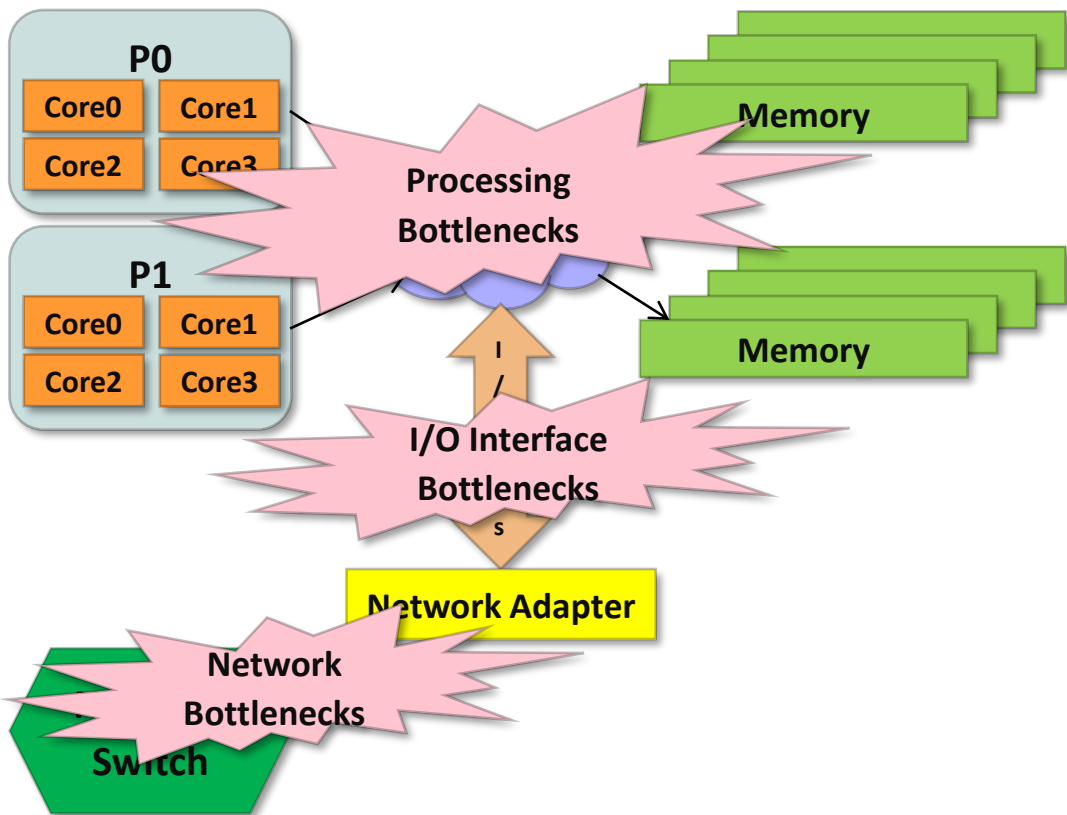 P0
Core0
Core1
Core2
Core3
Memory
Processing
Bottlenecks
P1
Core0
Core1
Core2
Core3
Memory
I
/
I/O Interface
Bottlenecks
s
Network Adapter
Network
Bottlenecks
Switch